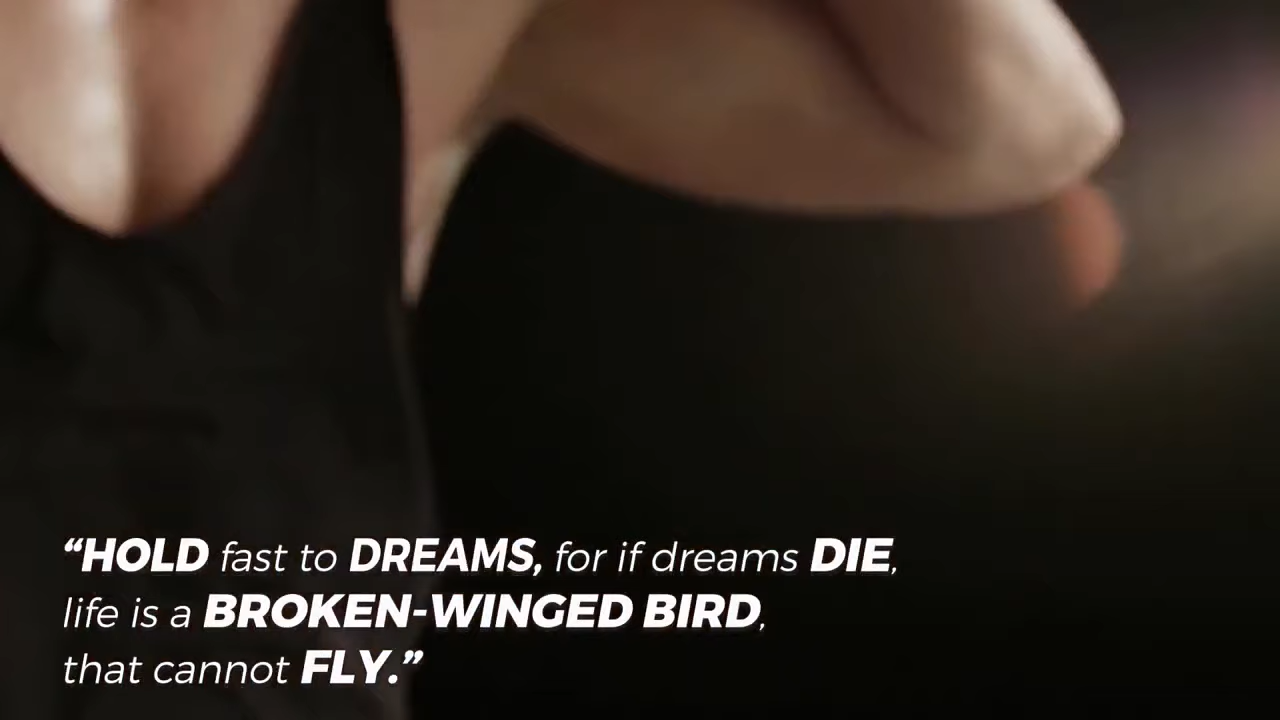 “HOLD fast to DREAMS, for if dreams DIE,
life is a BROKEN-WINGED BIRD,
that cannot FLY.”